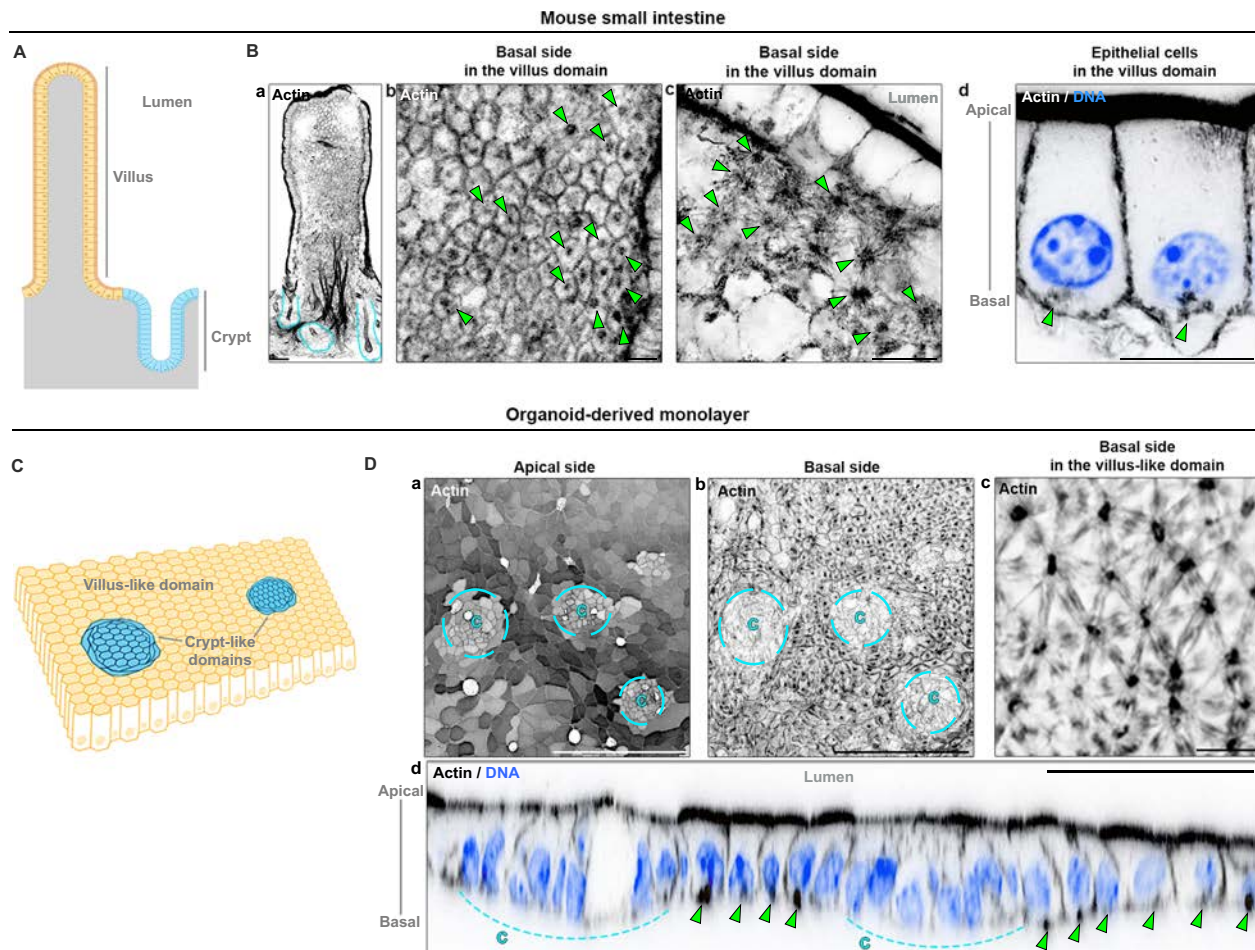 Mouse small intestine
A
Lumen
Villus
Crypt
B
Basal side
in the villus domain
Basal side
in the villus domain
Epithelial cells
in the villus domain
a
Actin
b
Actin
c
Actin
Lumen
d
Actin / DNA
Apical
Basal
Organoid-derived monolayer
C
Villus-like domain
Crypt-like
domains
D
Apical side
Basal side
Basal side
in the villus-like domain
a
Actin
C
C
C
b
Actin
C
C
C
c
Actin
d
Actin / DNA
Lumen
Apical
Basal
C
C